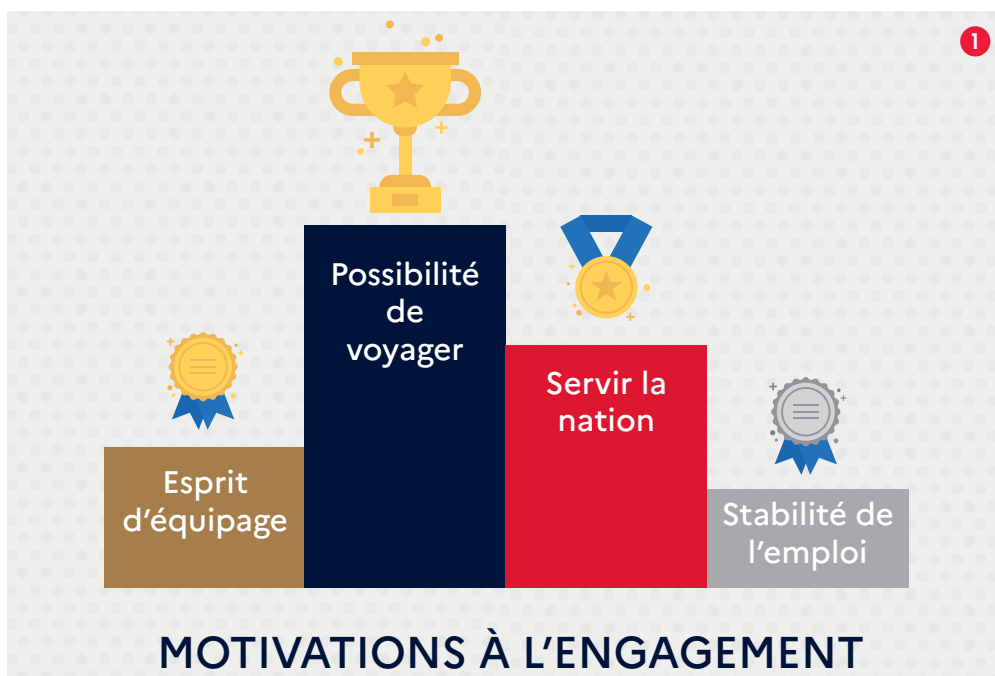 1
Possibilité
de
voyager
Servir la
nation
Esprit
d’équipage
Stabilité de
l’emploi
MOTIVATIONS À L’ENGAGEMENT